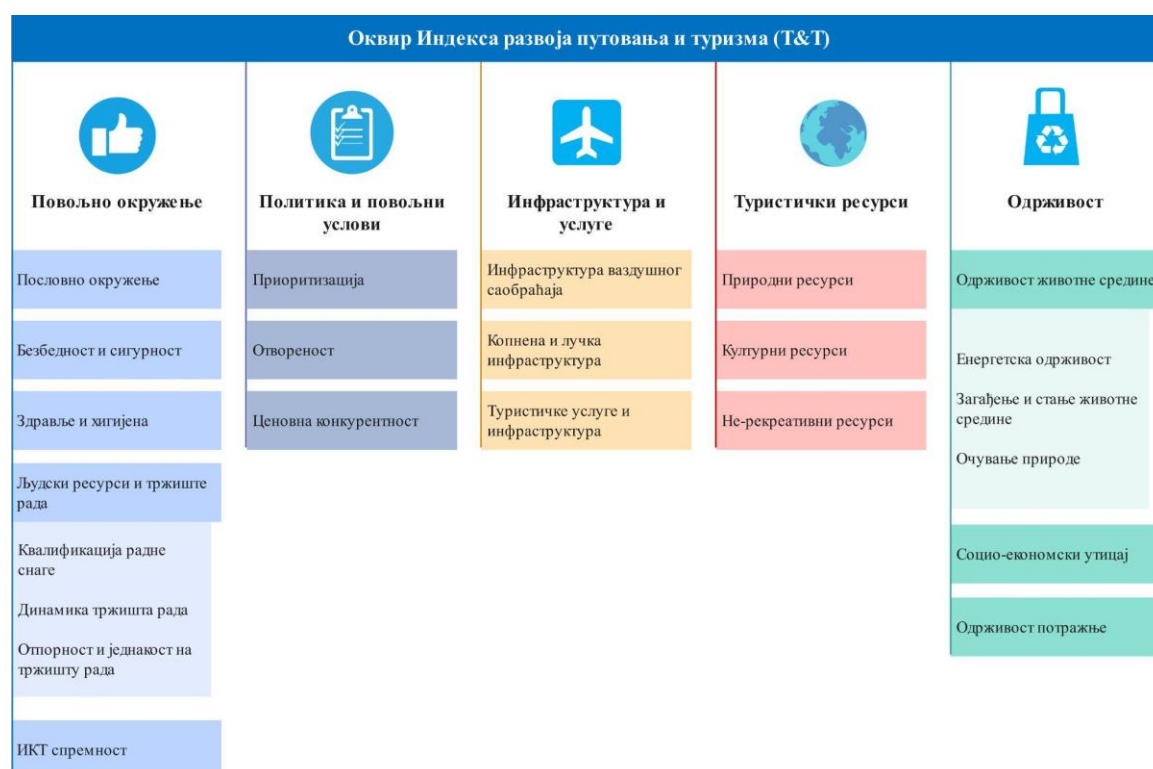 Оквир Индекса развоја путовања и туризма (T&T)
Повољно окружење
Пословно окружење
Безбедност и сигурност
Здравље и хигијена
Људски ресурси и тржиште
рада
Квалификација радне
снаге
Динамика тржишта рада
Отпорност и једнакост на
тржишту рада
ИКТ спремност
Политика и повољни
услови
Приоритизација
Отвореност
Ценовна конкурентност
Инфраструктура и
услуге
Инфраструктура ваздушног
саобраћаја
Копнена и лучка
инфраструктура
Туристичке услуге и
инфраструктура
Туристички ресурси
Природни ресурси
Културни ресурси
Не-рекреативни ресурси
Одрживост
Одрживост животне средине
Енергетска одрживост
Загађење и стање животне
средине
Очување природе
Социо-економски утицај
Одрживост потражње